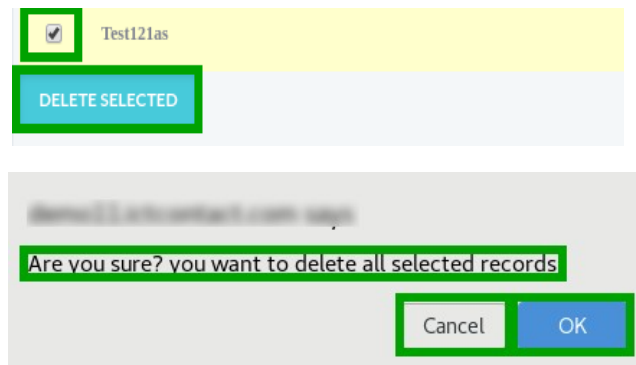 Test121as
DELETE SELECTED
Are you sure? you want to delete all selected records
Cancel
OK